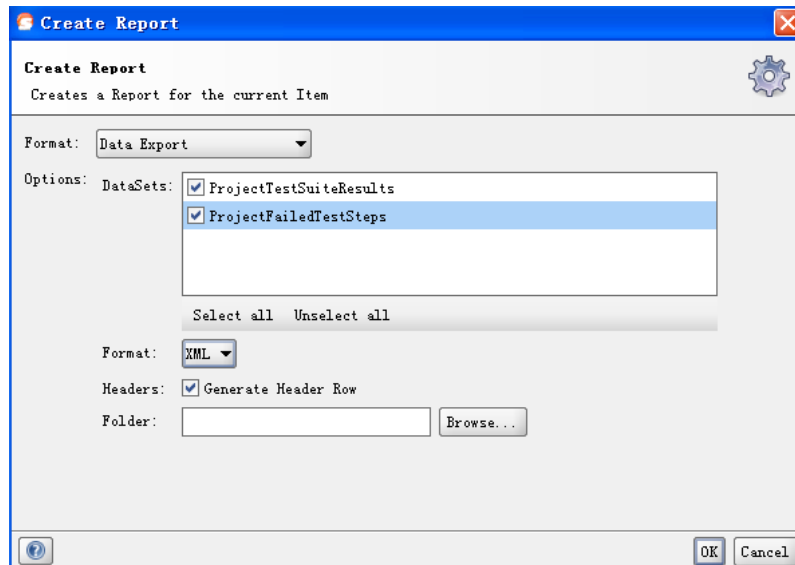 Create Report
Create Report
Creates a Report for the current Item
Format: Data Export
Options: DataSets: ProjectTestSuiteResults
ProjectFailedTestSteps
Select all Unselect all
Format: XML
Headers: Generate Header Row
Folder: Browse...
? OK Cancel